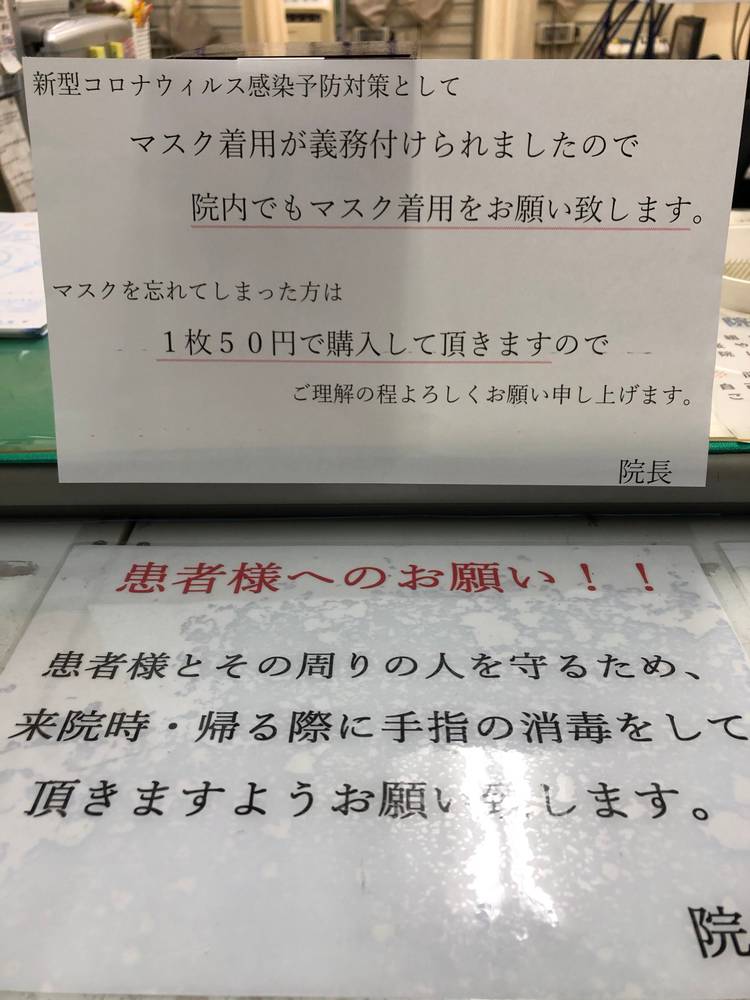 新型コロナウィルス感染予防対策として
マスク着用が義務付けられましたので
院内でもマスク着用をお願い致します。
マスクを忘れてしまった方は
1枚50円で購入して頂きますので
ご理解の程よろしくお願い申し上げます。
院長
患者様へのお願い！！
患者様とその周りの人を守るため、
来院時・帰る際に手指の消毒をして
頂きますようお願い致します。
院